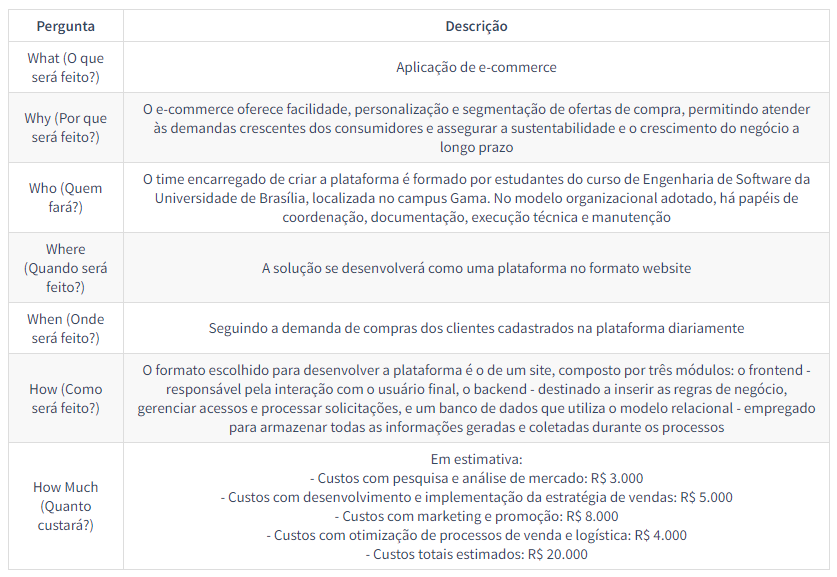 Pergunta
Descrição
What (O que
será feito?)
Aplicação de e-commerce
Why (Por que
será feito?)
O e-commerce oferece facilidade, personalização e segmentação de ofertas de compra, permitindo atender
às demandas crescentes dos consumidores e assegurar a sustentabilidade e o crescimento do negócio a
longo prazo
Who (Quem
fará?)
O time encarregado de criar a plataforma é formado por estudantes do curso de Engenharia de Software da
Universidade de Brasília, localizada no campus Gama. No modelo organizacional adotado, há papéis de
coordenação, documentação, execução técnica e manutenção
Where
(Quando será
feito?)
A solução se desenvolverá como uma plataforma no formato website
When (Onde
será feito?)
Seguindo a demanda de compras dos clientes cadastrados na plataforma diariamente
How (Como
será feito?)
O formato escolhido para desenvolver a plataforma é o de um site, composto por três módulos: o frontend -
responsável pela interação com o usuário final, o backend - destinado a inserir as regras de negócio,
gerenciar acessos e processar solicitações, e um banco de dados que utiliza o modelo relacional - empregado
para armazenar todas as informações geradas e coletadas durante os processos
How Much
(Quanto
custará?)
Em estimativa:
- Custos com pesquisa e análise de mercado: R$ 3.000
- Custos com desenvolvimento e implementação da estratégia de vendas: R$ 5.000
- Custos com marketing e promoção: R$ 8.000
- Custos com otimização de processos de venda e logística: R$ 4.000
- Custos totais estimados: R$ 20.000